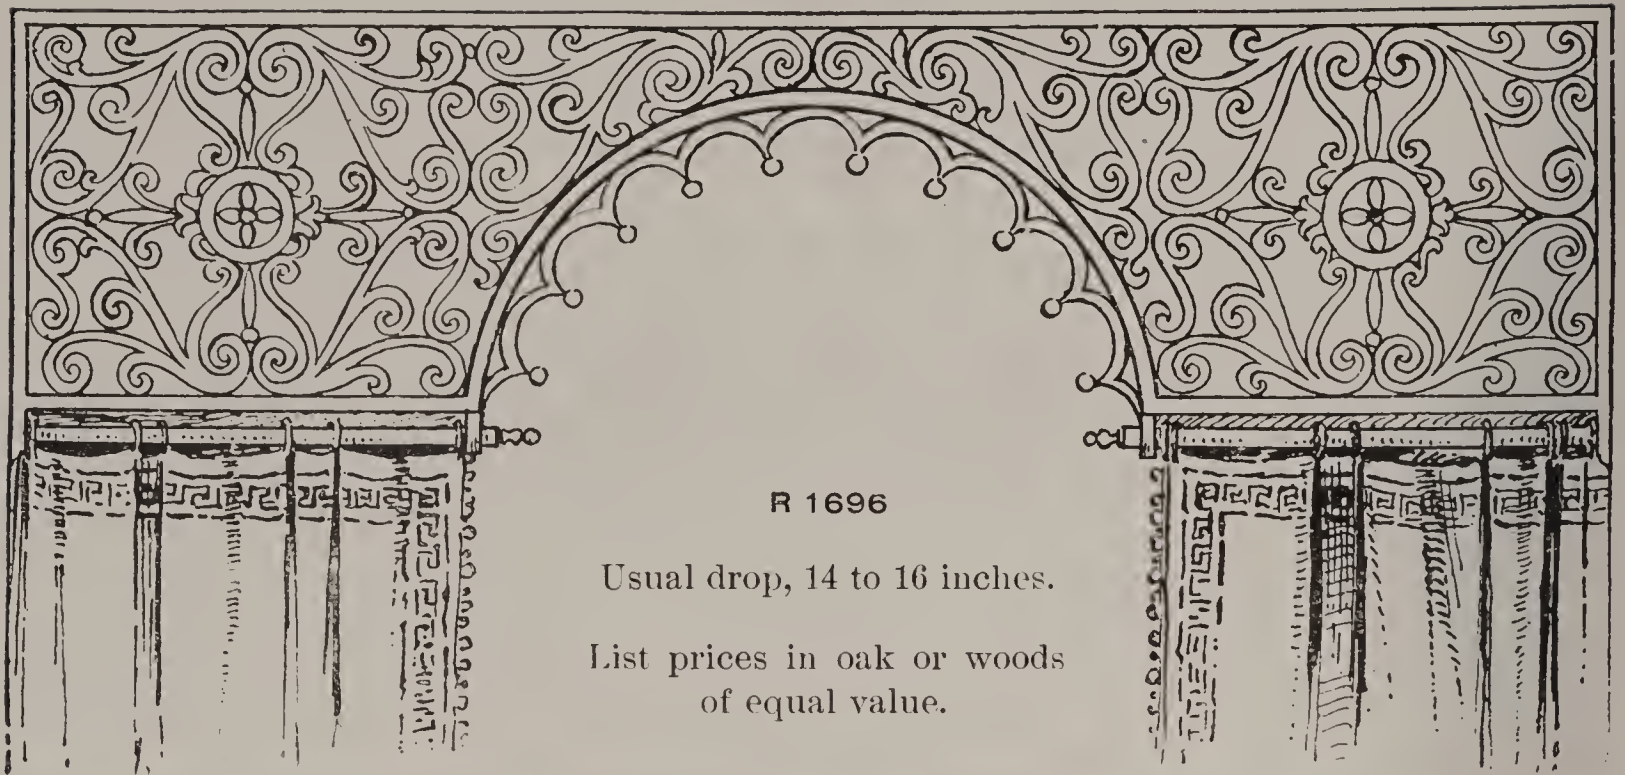 R 1696
Usual drop, 14 to 16 inches.
List prices in oak or woods
of equal value.